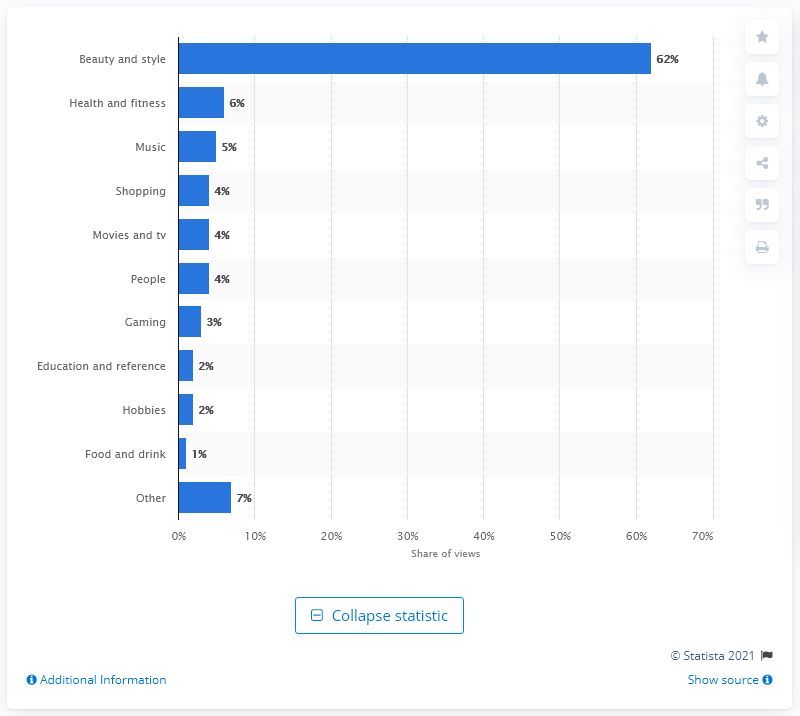 Beauty and style 62%
Health and fitness 6%
Music 5%
Shopping 4%
Movies and tv 4%
People 4%
Gaming 3%
Education and reference 2%
Hobbies 2%
Food and drink 1%
Other 7%
0% 10% 20% 30% 40% 50% 60% 70%
Share of views
Collapse statistic
© Statista 2021
Additional Information Show source